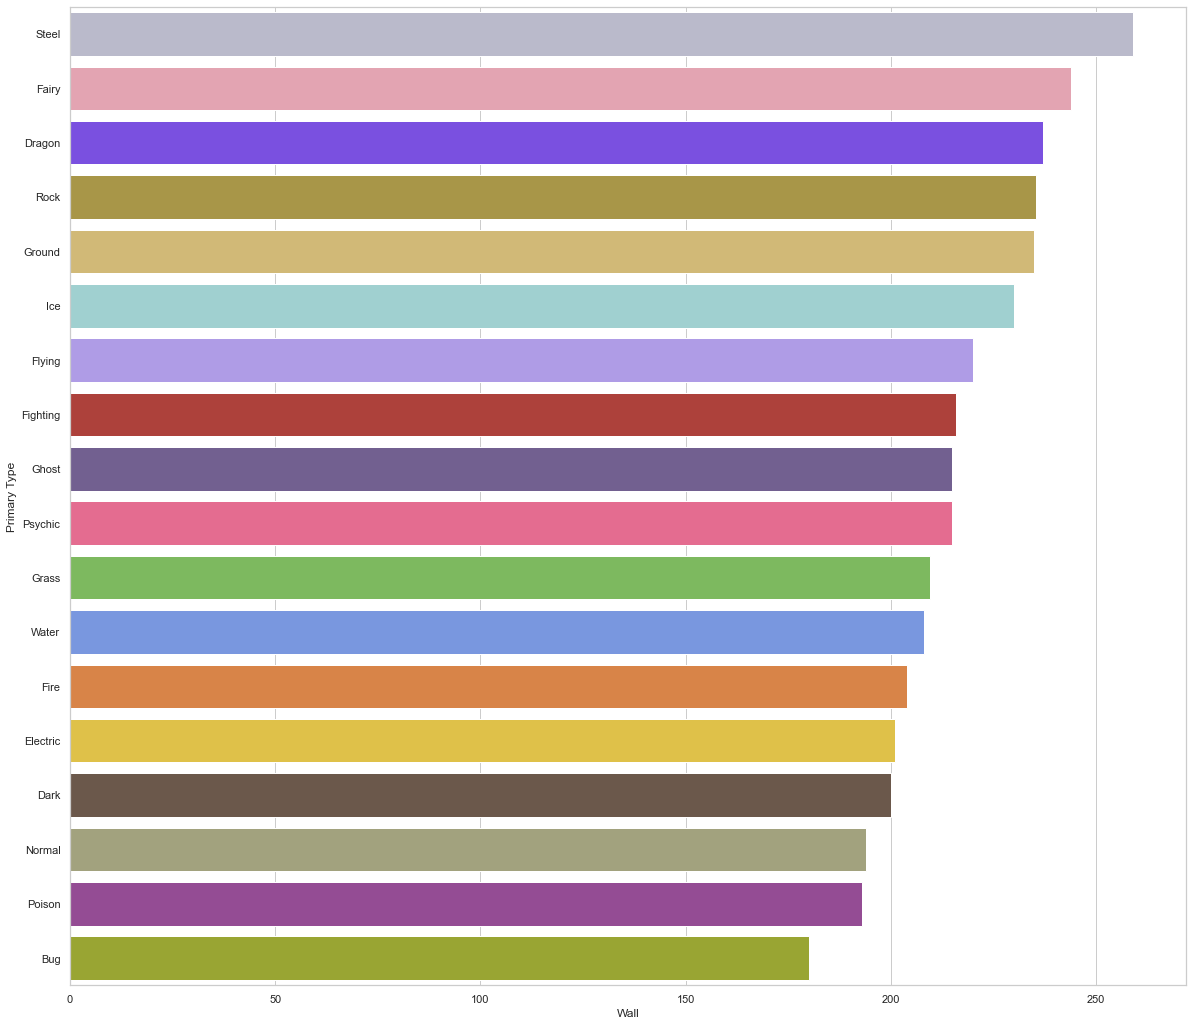 Steel
Fairy
Dragon
Rock
Ground
Ice
Flying
Fighting
Ghost
Psychic
Grass
Water
Fire
Electric
Dark
Normal
Poison
Bug
Primary Type
0 50 100 150 200 250
Wall